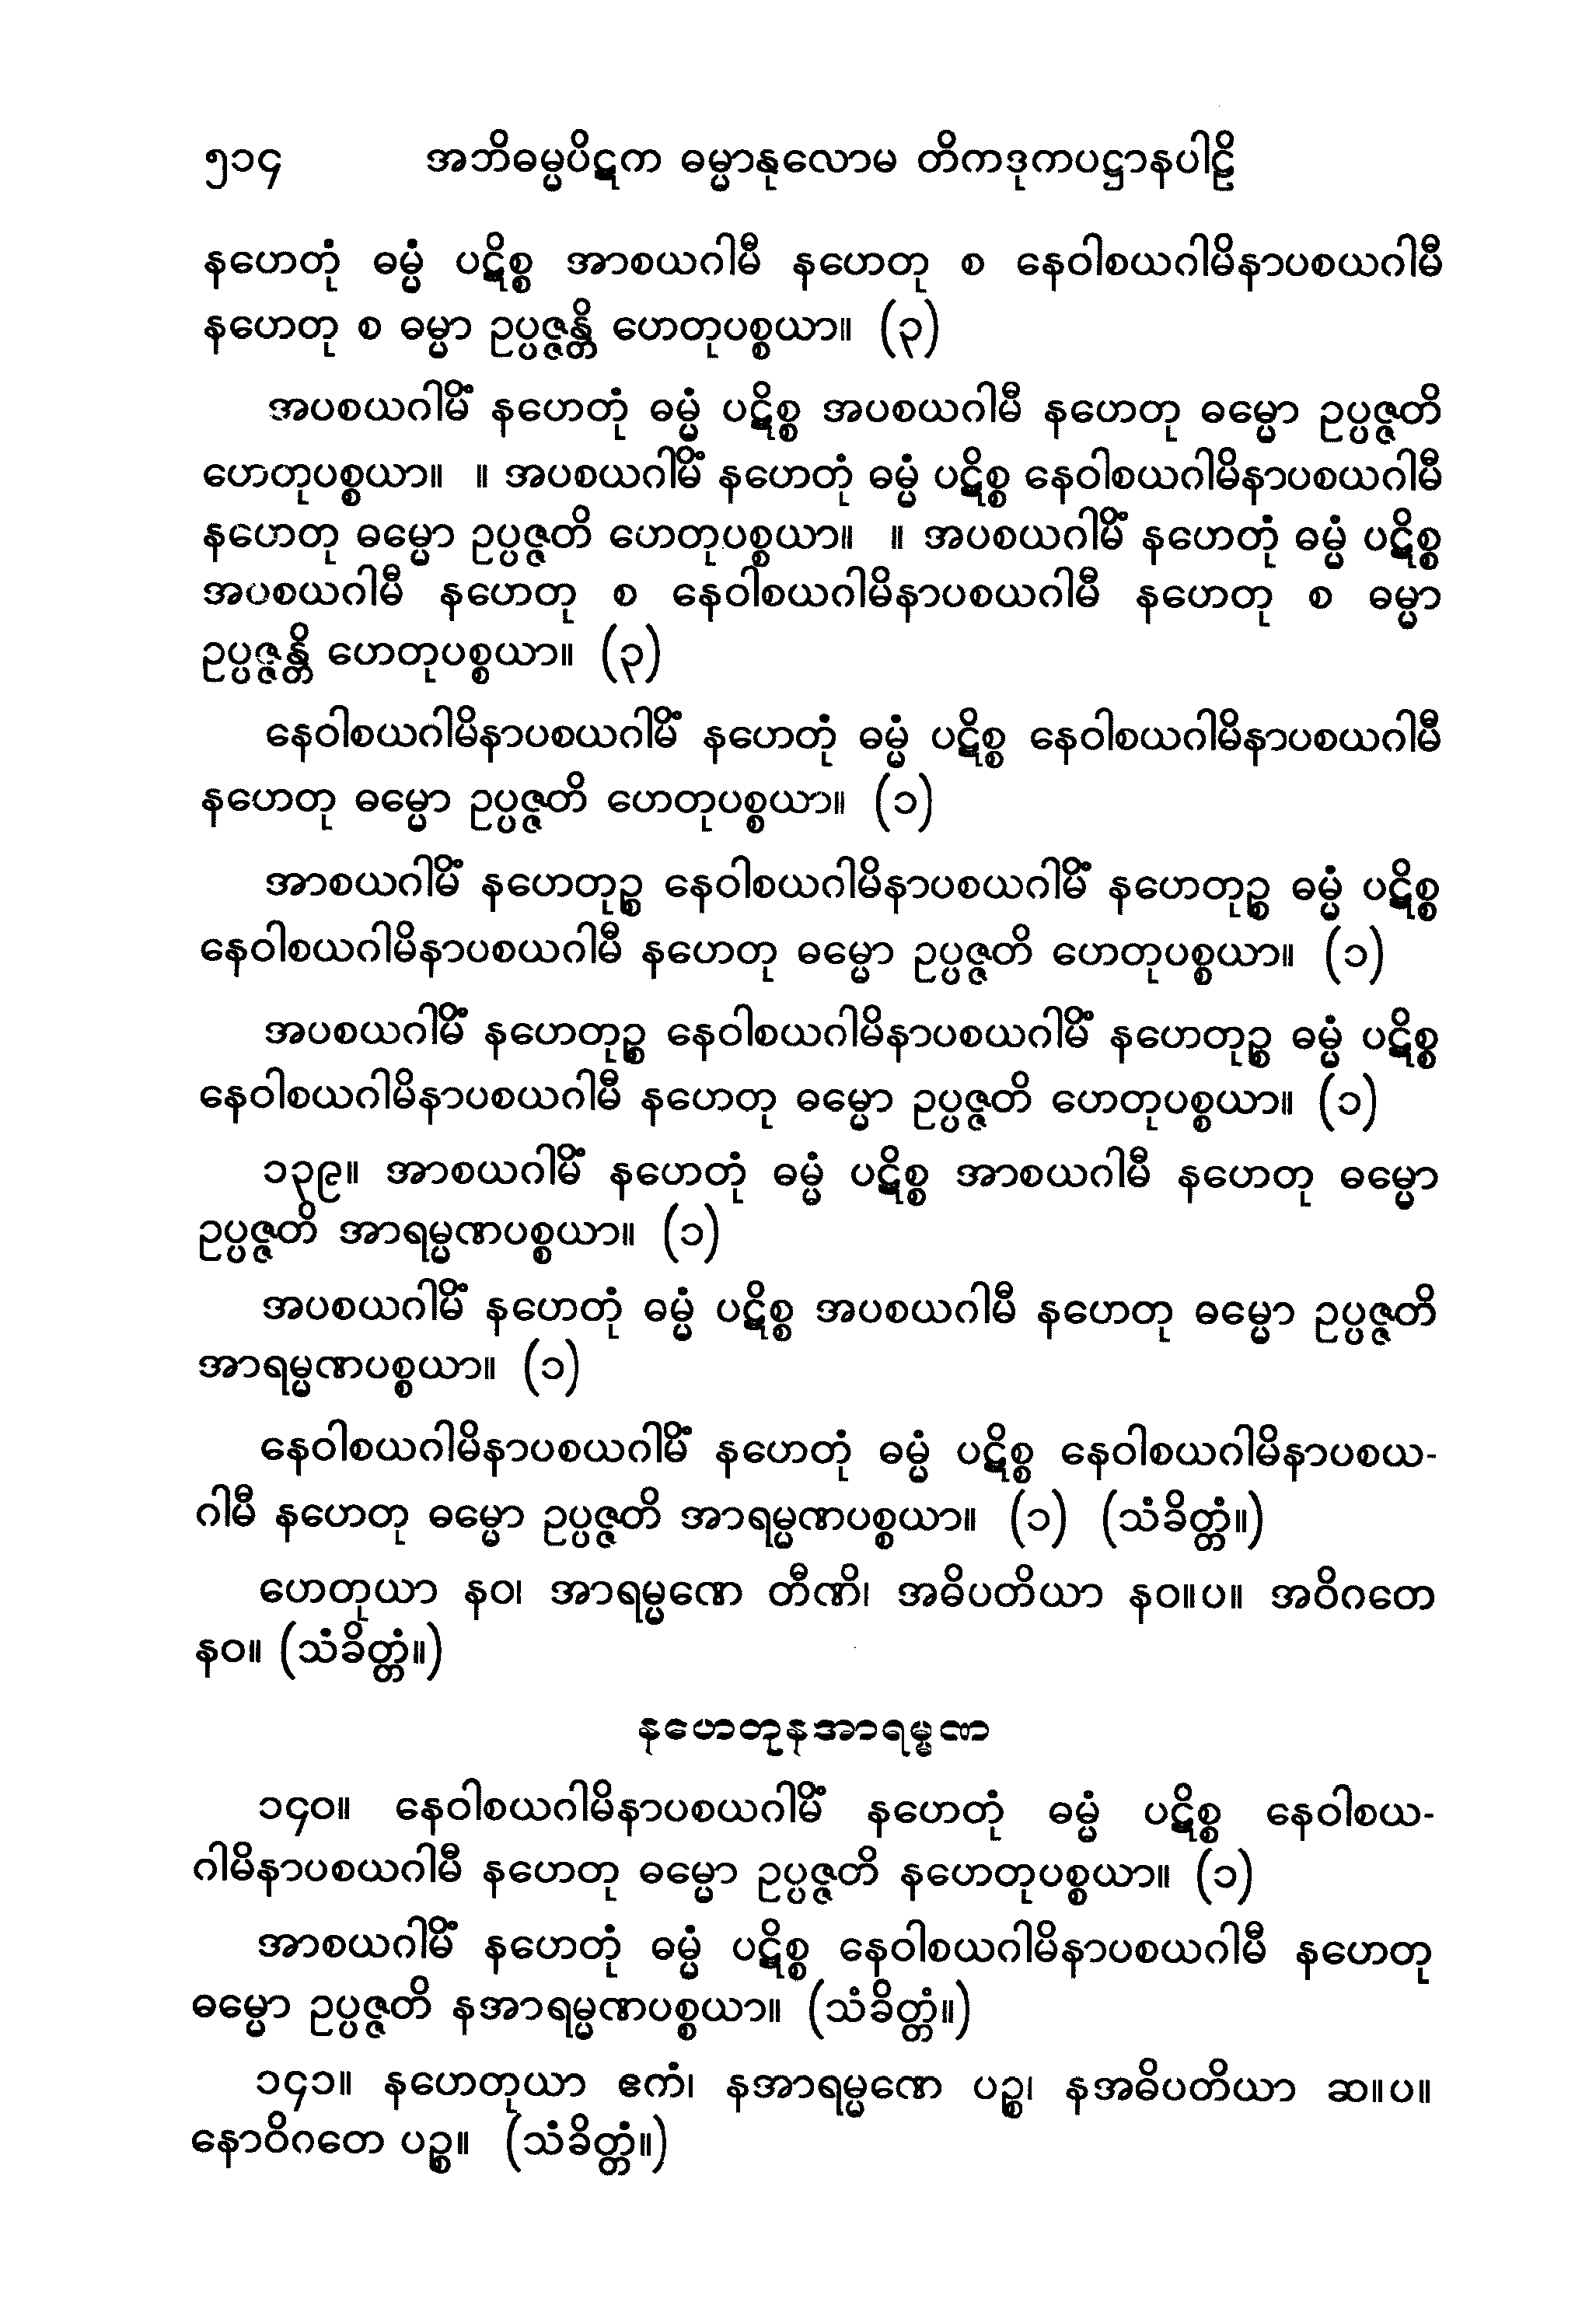 ၅၁၄ အဘိဓမ္မပိဋက ဓမ္မာနုလောမ တိကဒုကပဋ္ဌာနပါဠိ
နဟေတုံ ဓမ္မံ ပဋိစ္စ အာစယဂါမီ နဟေတု စ နေဝါစယဂါမိနာပစယဂါမီ
နဟေတု စ ဓမ္မာ ဥပ္ပဇ္ဇန္တိ ဟေတုပစ္စယာ။ (၃)
အပစယဂါမိံ နဟေတုံ ဓမ္မံ ပဋိစ္စ အပစယဂါမီ နဟေတု ဓမ္မော ဥပ္ပဇ္ဇတိ
ဟေတုပစ္စယာ။ ။ အပစယဂါမိံ နဟေတုံ ဓမ္မံ ပဋိစ္စ နေဝါစယဂါမိနာပစယဂါမီ
နဟေတု ဓမ္မော ဥပ္ပဇ္ဇတိ ဟေတုပစ္စယာ။ ။ အပစယဂါမိံ နဟေတုံ ဓမ္မံ ပဋိစ္စ
အပစယဂါမီ နဟေတု စ နေဝါစယဂါမိနာပစယဂါမီ နဟေတု စ ဓမ္မာ
ဥပ္ပဇ္ဇန္တိ ဟေတုပစ္စယာ။ (၃)
နေဝါစယဂါမိနာပစယဂါမိံ နဟေတုံ ဓမ္မံ ပဋိစ္စ နေဝါစယဂါမိနာပစယဂါမီ
နဟေတု ဓမ္မော ဥပ္ပဇ္ဇတိ ဟေတုပစ္စယာ။ (၁)
အာစယဂါမိံ နဟေတုဉ္စ နေဝါစယဂါမိနာပစယဂါမိံ နဟေတုဉ္စ ဓမ္မံ ပဋိစ္စ
နေဝါစယဂါမိနာပစယဂါမီ နဟေတု ဓမ္မော ဥပ္ပဇ္ဇတိ ဟေတုပစ္စယာ။ (၁)
အပစယဂါမိံ နဟေတုဉ္စ နေဝါစယဂါမိနာပစယဂါမိံ နဟေတုဉ္စ ဓမ္မံ ပဋိစ္စ
နေဝါစယဂါမိနာပစယဂါမီ နဟေတု ဓမ္မော ဥပ္ပဇ္ဇတိ ဟေတုပစ္စယာ။ (၁)
၁၃၉။ အာစယဂါမိံ နဟေတုံ ဓမ္မံ ပဋိစ္စ အာစယဂါမီ နဟေတု ဓမ္မော
ဥပ္ပဇ္ဇတိ အာရမ္မဏပစ္စယာ။ (၁)
အပစယဂါမိံ နဟေတုံ ဓမ္မံ ပဋိစ္စ အပစယဂါမီ နဟေတု ဓမ္မော ဥပ္ပဇ္ဇတိ
အာရမ္မဏပစ္စယာ။ (၁)
နေဝါစယဂါမိနာပစယဂါမိံ နဟေတုံ ဓမ္မံ ပဋိစ္စ နေဝါစယဂါမိနာပစယ-
ဂါမီ နဟေတု ဓမ္မော ဥပ္ပဇ္ဇတိ အာရမ္မဏပစ္စယာ။ (၁) (သံခိတ္တံ။)
ဟေတုယာ နဝ၊ အာရမ္မဏေ တီဏိ၊ အဓိပတိယာ နဝ။ပ။ အဝိဂတေ
နဝ။ (သံခိတ္တံ။)
နဟေတုနအာရမ္မဏ
၁၄၀။ နေဝါစယဂါမိနာပစယဂါမိံ နဟေတုံ ဓမ္မံ ပဋိစ္စ နေဝါစယ-
ဂါမိနာပစယဂါမီ နဟေတု ဓမ္မော ဥပ္ပဇ္ဇတိ နဟေတုပစ္စယာ။ (၁)
အာစယဂါမိံ နဟေတုံ ဓမ္မံ ပဋိစ္စ နေဝါစယဂါမိနာပစယဂါမီ နဟေတု
ဓမ္မော ဥပ္ပဇ္ဇတိ နအာရမ္မဏပစ္စယာ။ (သံခိတ္တံ။)
၁၄၁။ နဟေတုယာ ဧကံ၊ နအာရမ္မဏေ ပဉ္စ၊ နအဓိပတိယာ ဆ။ပ။
နောဝိဂတေ ပဉ္စ။ (သံခိတ္တံ။)